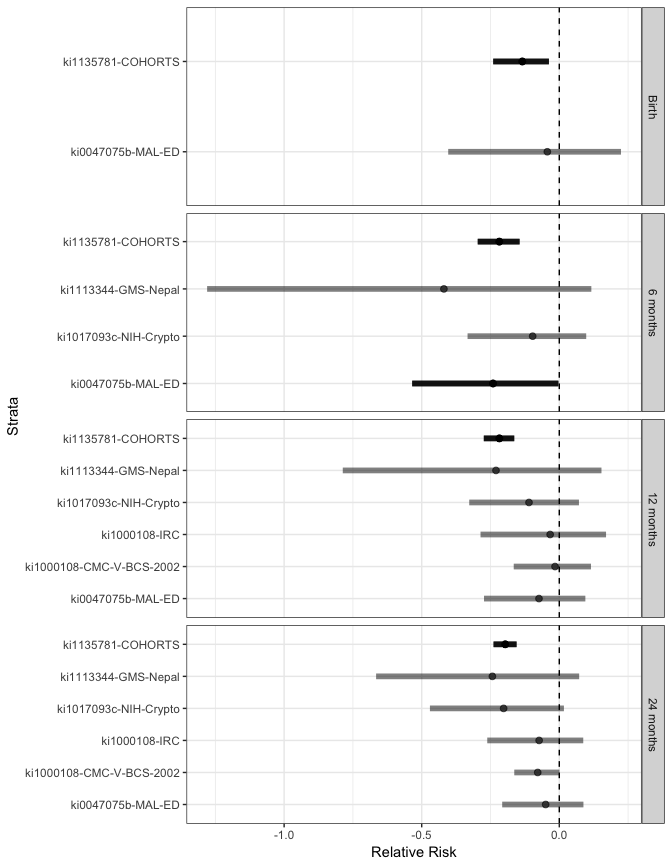 ki1135781-COHORTS
ki0047075b-MAL-ED
Birth
ki1135781-COHORTS
ki1113344-GMS-Nepal
ki1017093c-NIH-Crypto
ki0047075b-MAL-ED
6 months
ki1135781-COHORTS
ki1113344-GMS-Nepal
ki1017093c-NIH-Crypto
ki1000108-IRC
ki1000108-CMC-V-BCS-2002
ki0047075b-MAL-ED
12 months
ki1135781-COHORTS
ki1113344-GMS-Nepal
ki1017093c-NIH-Crypto
ki1000108-IRC
ki1000108-CMC-V-BCS-2002
ki0047075b-MAL-ED
24 months
Strata
-1.0 -0.5 0.0
Relative Risk